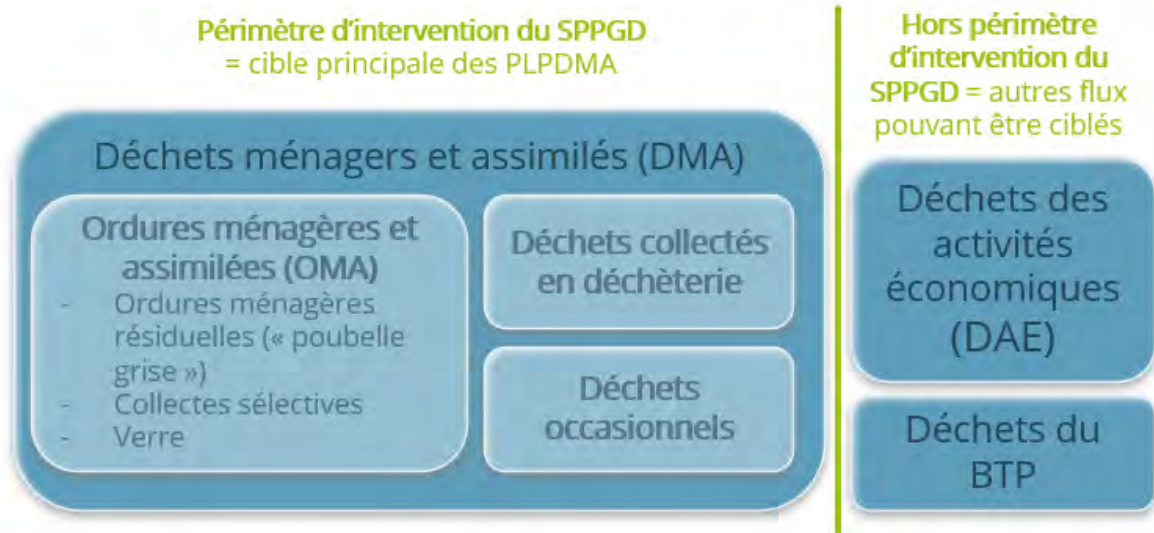 Périmètre d'intervention du SPPGD
= cible principale des PLPDMA
Déchets ménagers et assimilés (DMA)
Ordures ménagères et
assimilées (OMA)
- Ordures ménagères
résiduelles (« poubelle
grise »)
- Collectes sélectives
- Verre
Déchets collectés
en déchèterie
Déchets
occasionnels
Hors périmètre
d'intervention du
SPPGD = autres flux
pouvant être ciblés
Déchets des
activités
économiques
(DAE)
Déchets du
BTP